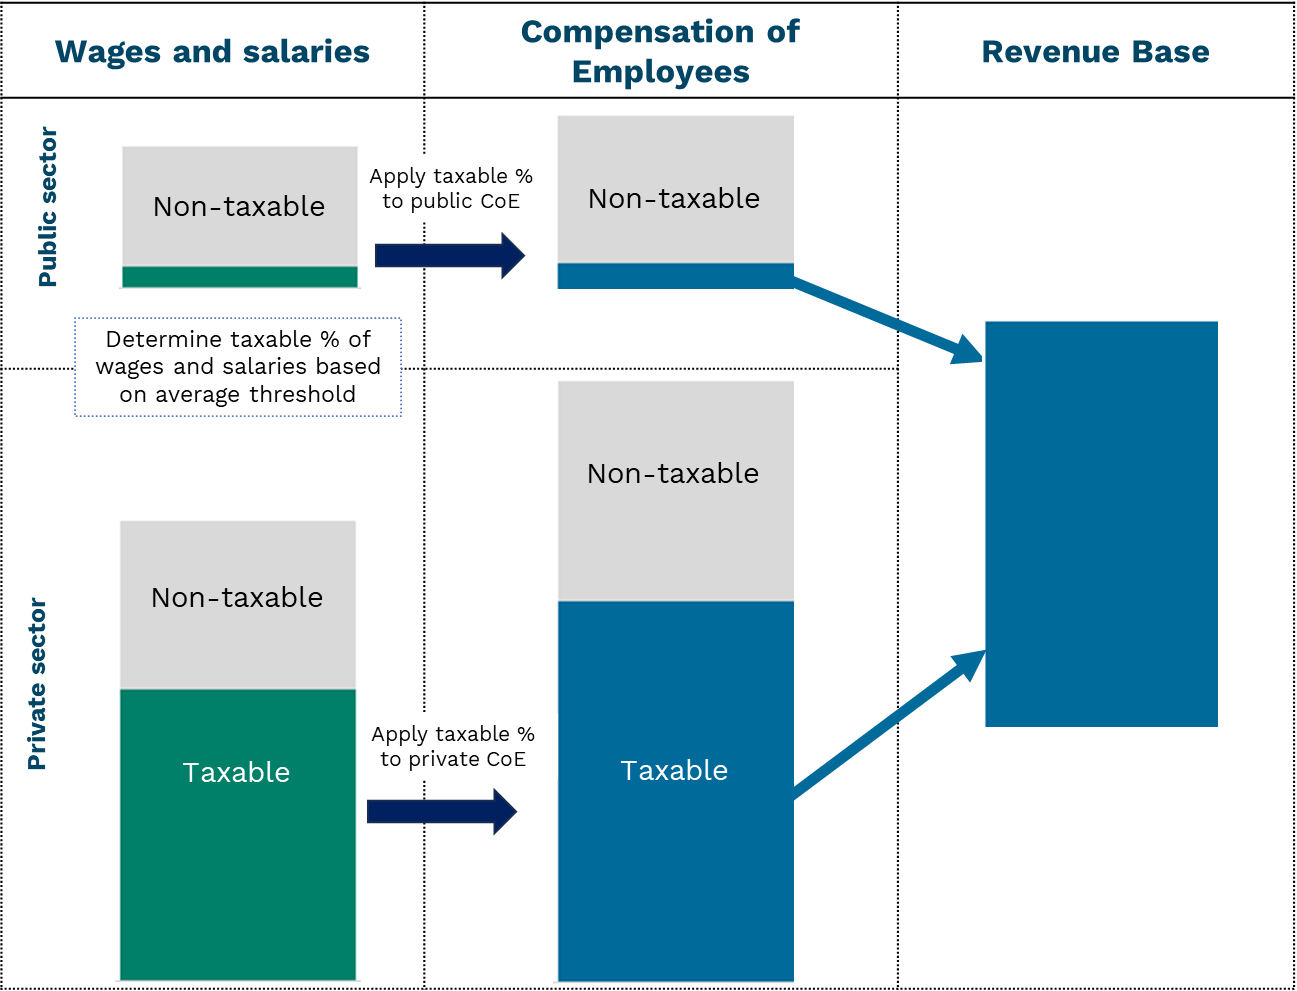 Wages and salaries
Compensation of
Employees
Revenue Base
Public sector
Non-taxable
Apply taxable %
to public CoE
Non-taxable
Determine taxable % of
wages and salaries based
on average threshold
Private sector
Non-taxable
Taxable
Apply taxable %
to private CoE
Non-taxable
Taxable